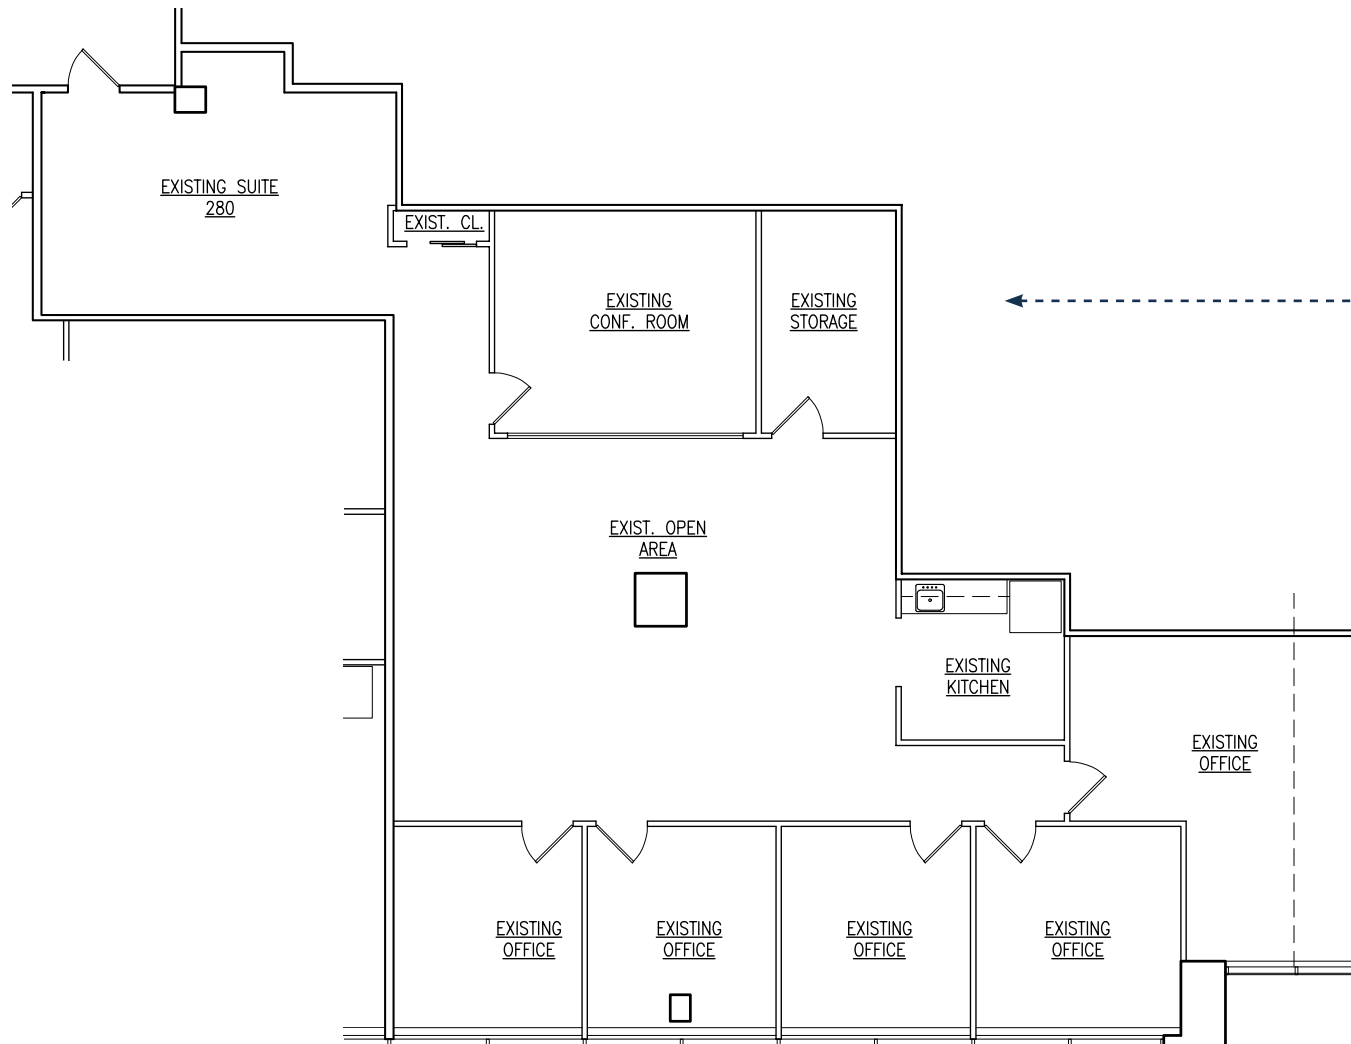 EXISTING SUITE
280
EXIST. CL.
EXISTING
CONF. ROOM
EXISTING
STORAGE
EXIST. OPEN
AREA
EXISTING
KITCHEN
EXISTING
OFFICE
EXISTING
OFFICE
EXISTING
OFFICE
EXISTING
OFFICE
EXISTING
OFFICE